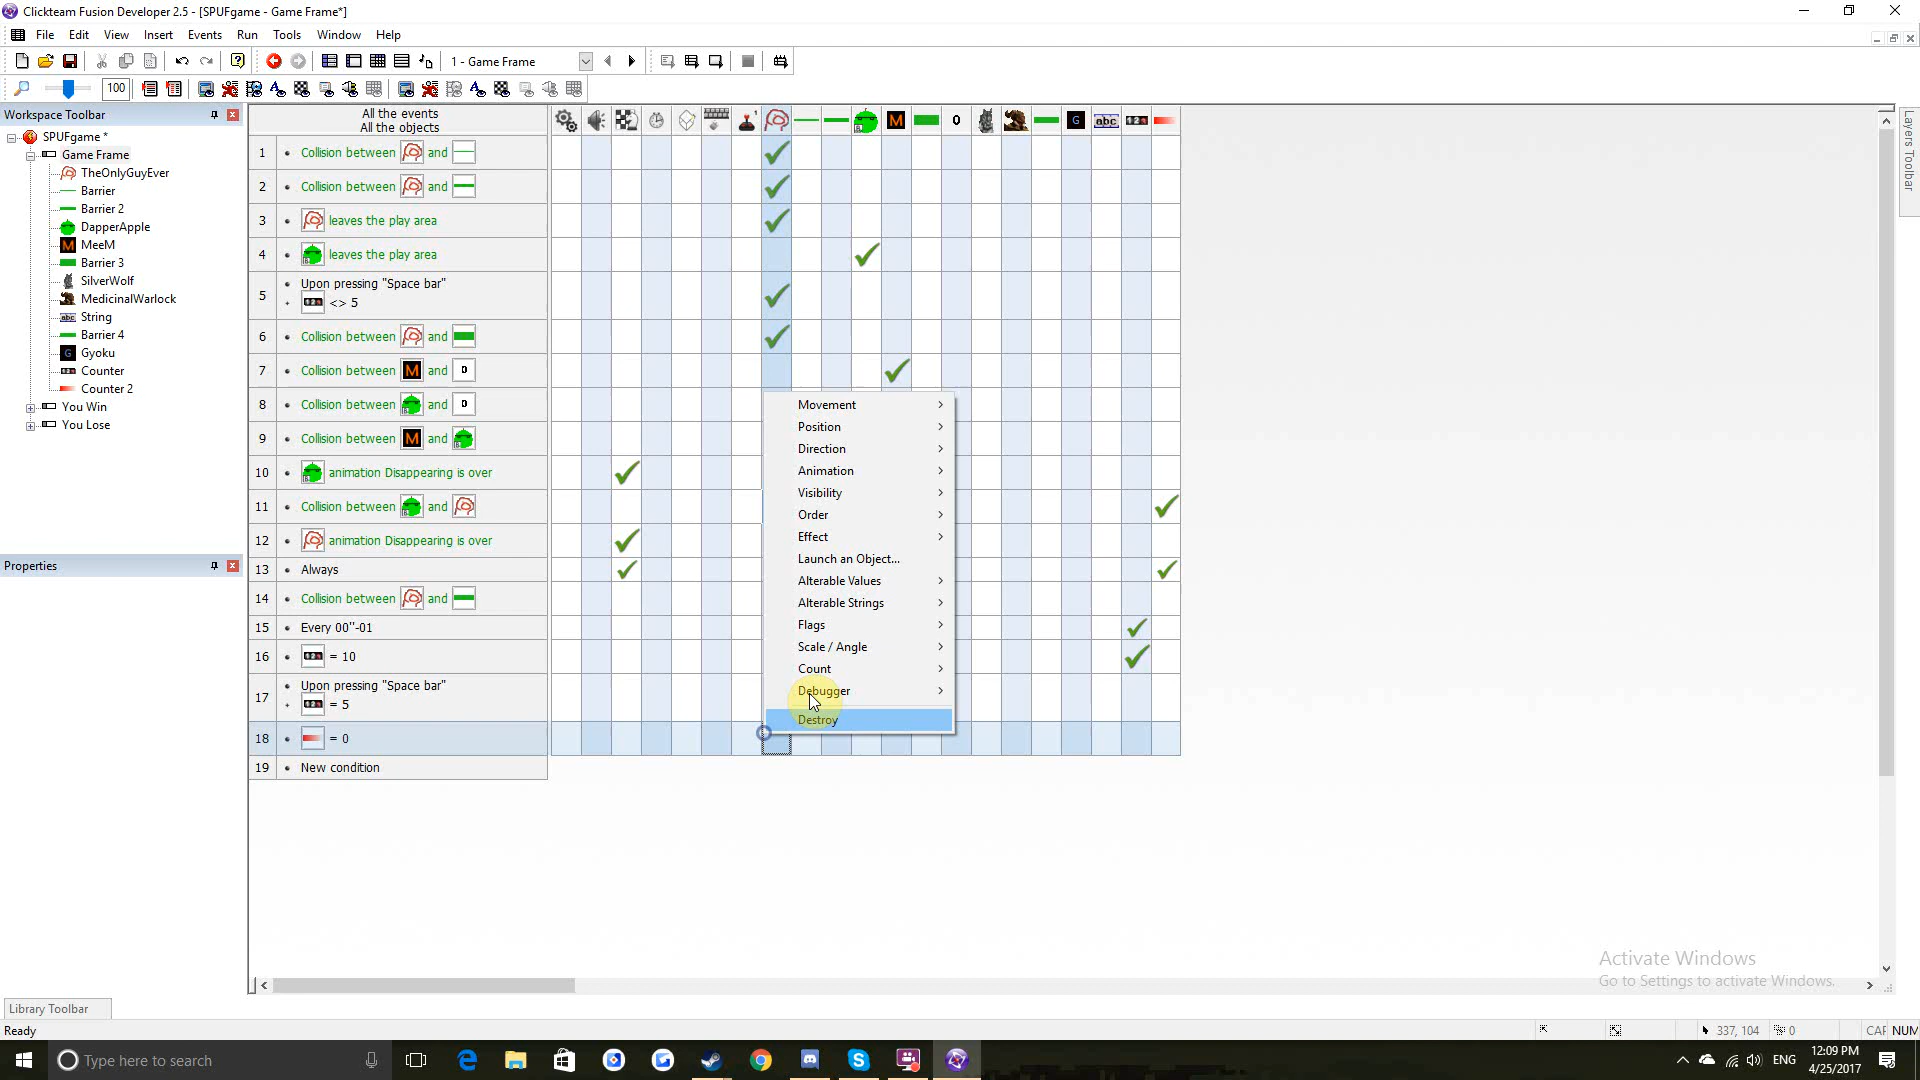 Clickteam Fusion Developer 2.5 - [SPUFgame - Game Frame*]
File Edit View Insert Events Run Tools Window Help
1 - Game Frame
100
Workspace Toolbar
SPUFgame *
Game Frame
TheOnlyGuyEver
Barrier
Barrier 2
DapperApple
M MeeM
Barrier 3
SilverWolf
MedicinalWarlock
abc String
Barrier 4
G Gyoku
Counter
Counter 2
You Win
You Lose
Properties
Library Toolbar
Layers Toolbar
All the events
All the objects
M 0 G abc
1 • Collision between and
2 • Collision between and
3 • leaves the play area
4 • leaves the play area
5 • Upon pressing "Space bar"
+ <> 5
6 • Collision between and
7 • Collision between M and 0
8 • Collision between and 0
9 • Collision between M and
10 • animation Disappearing is over
11 • Collision between and
12 • animation Disappearing is over
13 • Always
14 • Collision between and
15 • Every 00"-01
16 • = 10
17 • Upon pressing "Space bar"
+ = 5
18 • = 0
19 • New condition
Movement
Position
Direction
Animation
Visibility
Order
Effect
Launch an Object...
Alterable Values
Alterable Strings
Flags
Scale / Angle
Count
Debugger
Destroy
Activate Windows
Go to Settings to activate Windows.
Ready
337, 104
0
CAP NUM
Type here to search
ENG
12:09 PM
4/25/2017